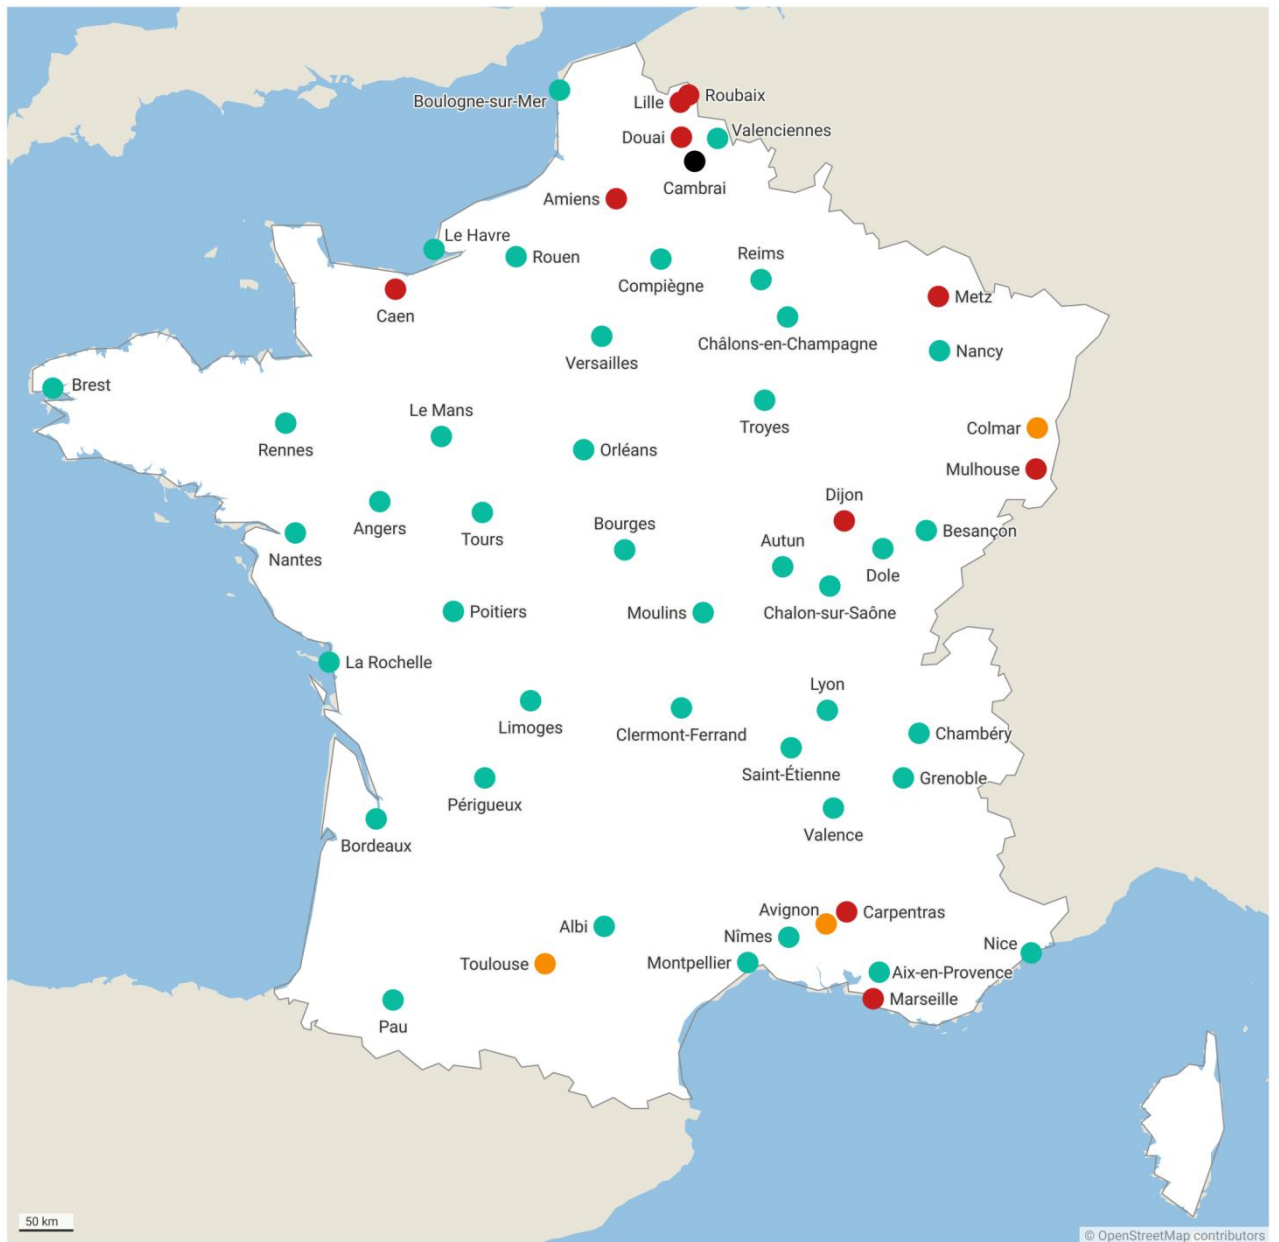 Boulogne-sur-Mer
Lille
Roubaix
Douai
Valenciennes
Cambrai
Amiens
Le Havre
Rouen
Compiègne
Reims
Caen
Metz
Châlons-en-Champagne
Versailles
Nancy
Brest
Le Mans
Troyes
Colmar
Rennes
Orléans
Mulhouse
Dijon
Angers
Tours
Bourges
Besançon
Autun
Nantes
Dole
Poitiers
Moulins
Chalon-sur-Saône
La Rochelle
Lyon
Limoges
Clermont-Ferrand
Chambéry
Saint-Étienne
Grenoble
Périgueux
Valence
Bordeaux
Avignon
Carpentras
Albi
Nîmes
Nice
Toulouse
Montpellier
Aix-en-Provence
Marseille
Pau
50 km
© OpenStreetMap contributors